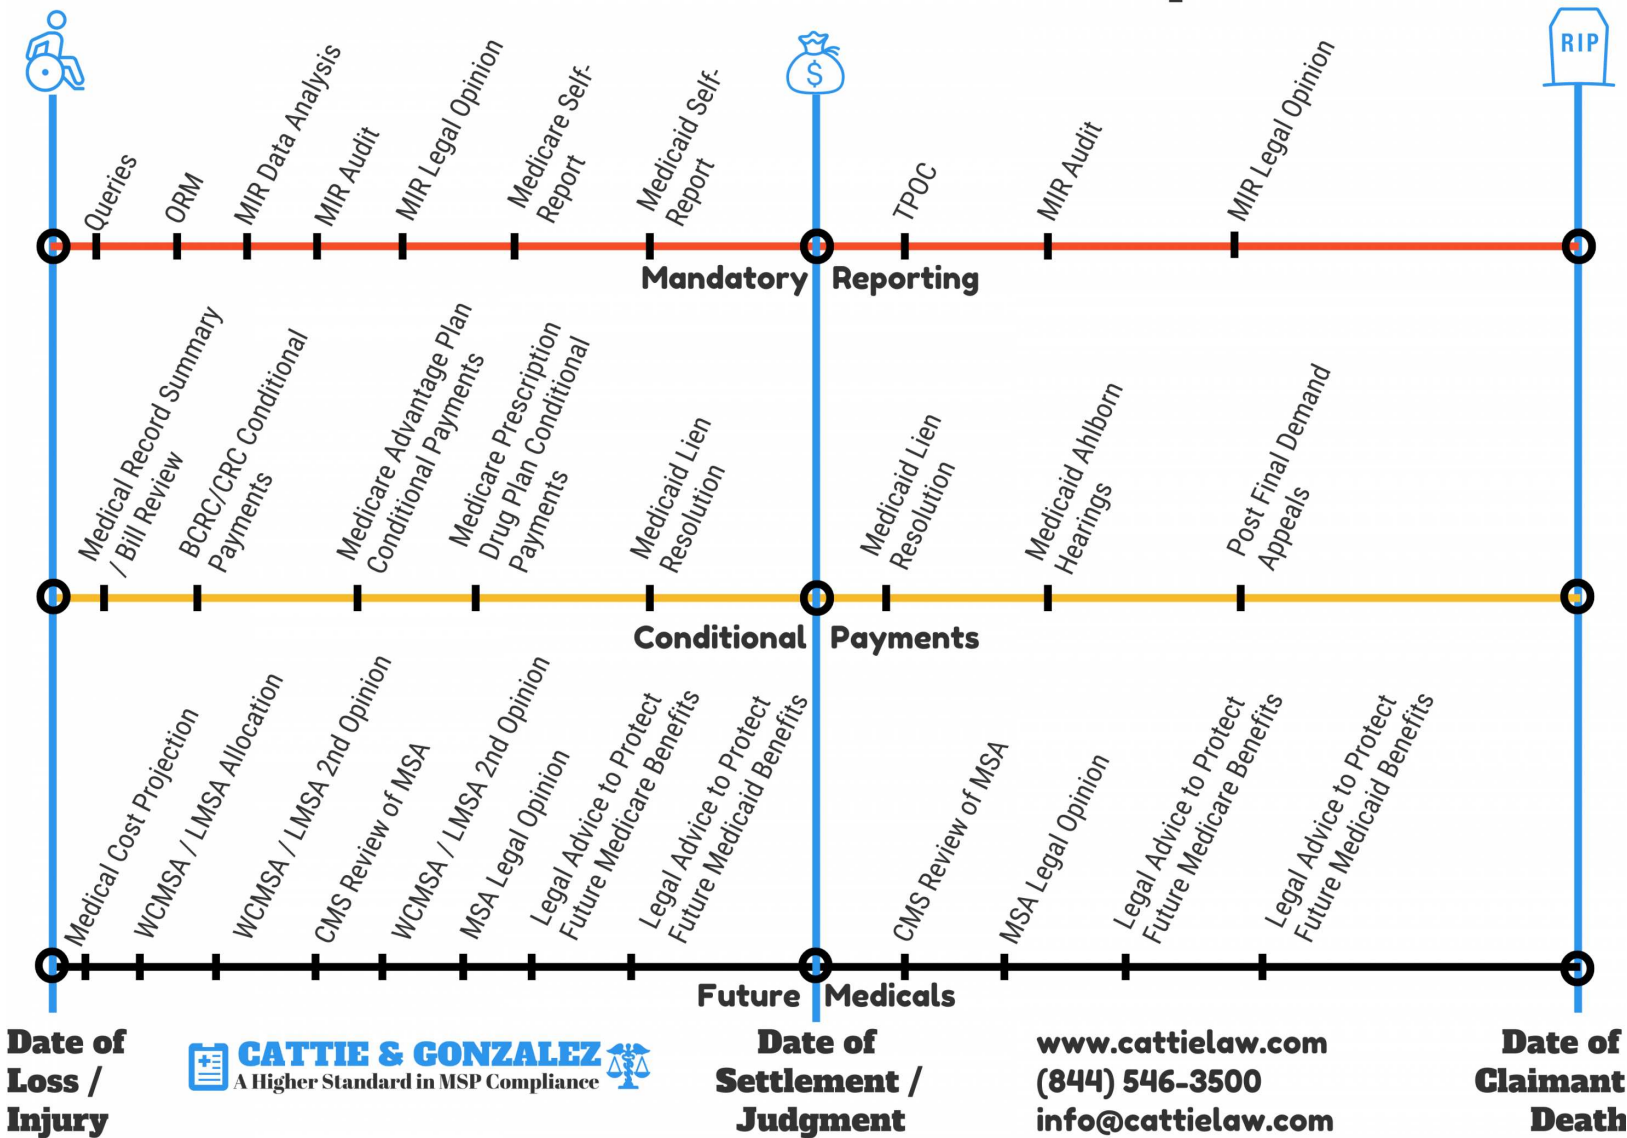 RIP
$
Queries
ORM
MIR Data Analysis
MIR Audit
MIR Legal Opinion
Medicare Self-
Report
Medicaid Self-
Report
TPOC
MIR Audit
MIR Legal Opinion
Mandatory Reporting
Medical Record Summary
/ Bill Review
BCRC/CRC Conditional
Payments
Medicare Advantage Plan
Conditional Payments
Medicare Prescription
Drug Plan Conditional
Payments
Medicaid Lien
Resolution
Medicaid Lien
Resolution
Medicaid Ahlborn
Hearings
Post Final Demand
Appeals
Conditional Payments
Medical Cost Projection
WCMSA / LMSA Allocation
WCMSA / LMSA 2nd Opinion
CMS Review of MSA
WCMSA / LMSA 2nd Opinion
MSA Legal Opinion
Legal Advice to Protect
Future Medicare Benefits
Legal Advice to Protect
Future Medicaid Benefits
CMS Review of MSA
MSA Legal Opinion
Legal Advice to Protect
Future Medicare Benefits
Legal Advice to Protect
Future Medicaid Benefits
Future Medicals
Date of
Loss /
Injury
CATTIE & GONZALEZ
A Higher Standard in MSP Compliance
Date of
Settlement /
Judgment
www.cattielaw.com
(844) 546-3500
info@cattielaw.com
Date of
Claimant
Death